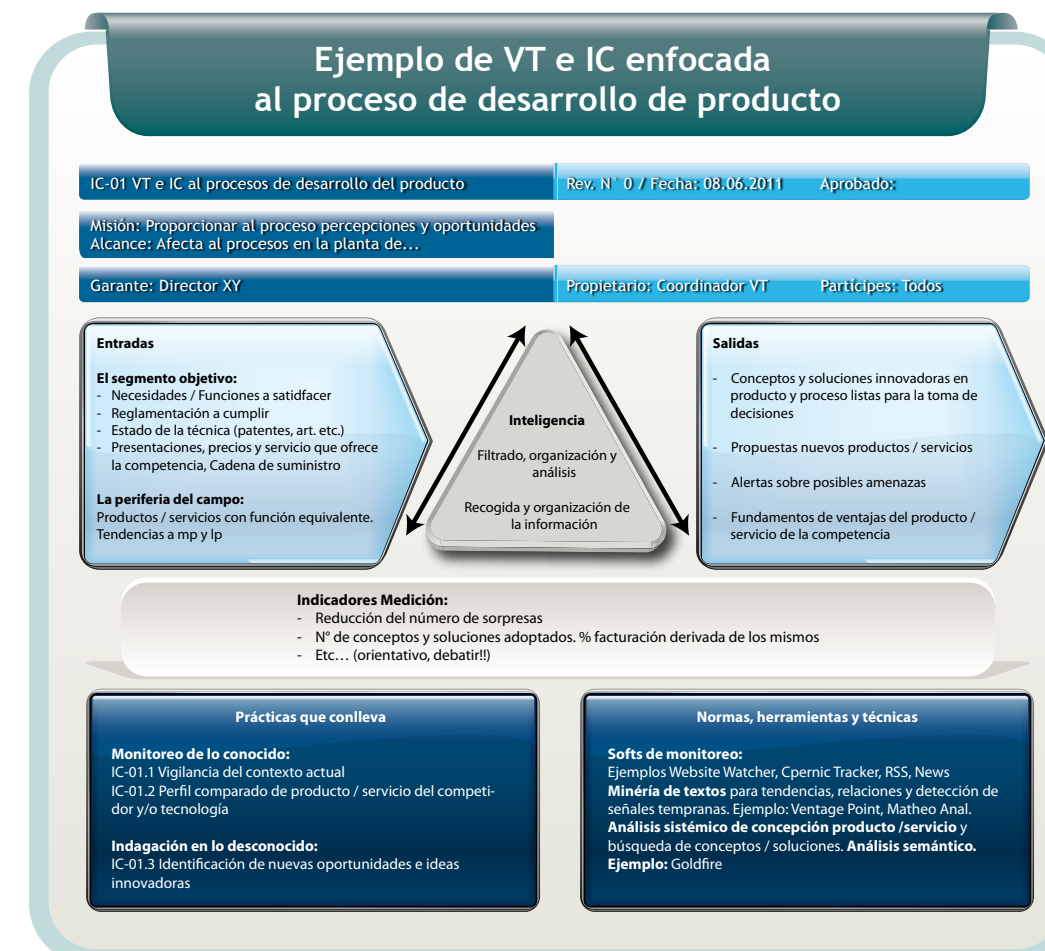 Ejemplo de VT e IC enfocada
al proceso de desarrollo de producto
IC-01 VT e IC al procesos de desarrollo del producto
Rev. N° 0 / Fecha: 08.06.2011
Aprobado:
Misión: Proporcionar al proceso percepciones y oportunidades
Alcance: Afecta al procesos en la planta de...
Garante: Director XY
Propietario: Coordinador VT
Partícipes: Todos
Entradas
El segmento objetivo:
- Necesidades / Funciones a satidfacer
- Reglamentación a cumplir
- Estado de la técnica (patentes, art. etc.)
- Presentaciones, precios y servicio que ofrece
la competencia, Cadena de suministro
La periferia del campo:
Productos / servicios con función equivalente.
Tendencias a mp y lp
Inteligencia
Filtrado, organización y
análisis
Recogida y organización de
la información
Salidas
- Conceptos y soluciones innovadoras en
producto y proceso listas para la toma de
decisiones
- Propuestas nuevos productos / servicios
- Alertas sobre posibles amenazas
- Fundamentos de ventajas del producto /
servicio de la competencia
Indicadores Medición:
- Reducción del número de sorpresas
- N° de conceptos y soluciones adoptados. % facturación derivada de los mismos
- Etc… (orientativo, debatir!!)
Prácticas que conlleva
Monitoreo de lo conocido:
IC-01.1 Vigilancia del contexto actual
IC-01.2 Perfil comparado de producto / servicio del competi-
dor y/o tecnología
Indagación en lo desconocido:
IC-01.3 Identificación de nuevas oportunidades e ideas
innovadoras
Normas, herramientas y técnicas
Softs de monitoreo:
Ejemplos Website Watcher, Cpernic Tracker, RSS, News
Minéría de textos para tendencias, relaciones y detección de
señales tempranas. Ejemplo: Ventage Point, Matheo Anal.
Análisis sistémico de concepción producto /servicio y
búsqueda de conceptos / soluciones. Análisis semántico.
Ejemplo: Goldfire